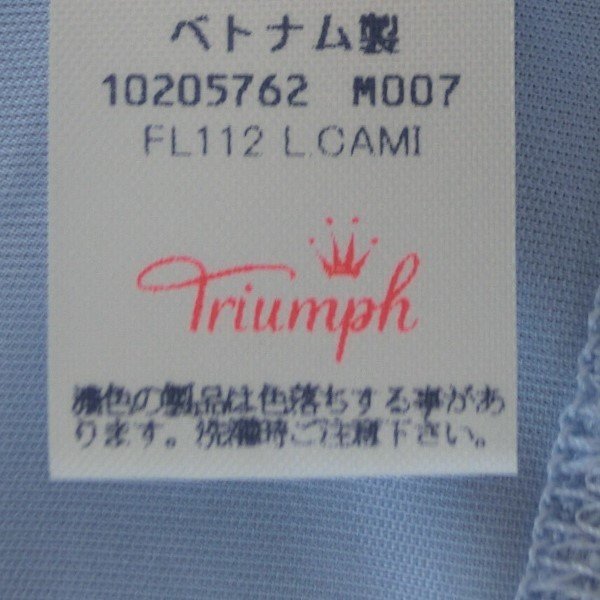 ベトナム製
10205762 M007
FL112 L.CAMI
Triumph
濃色の製品は色落ちする事があ
ります。洗濯時ご注意下さい。